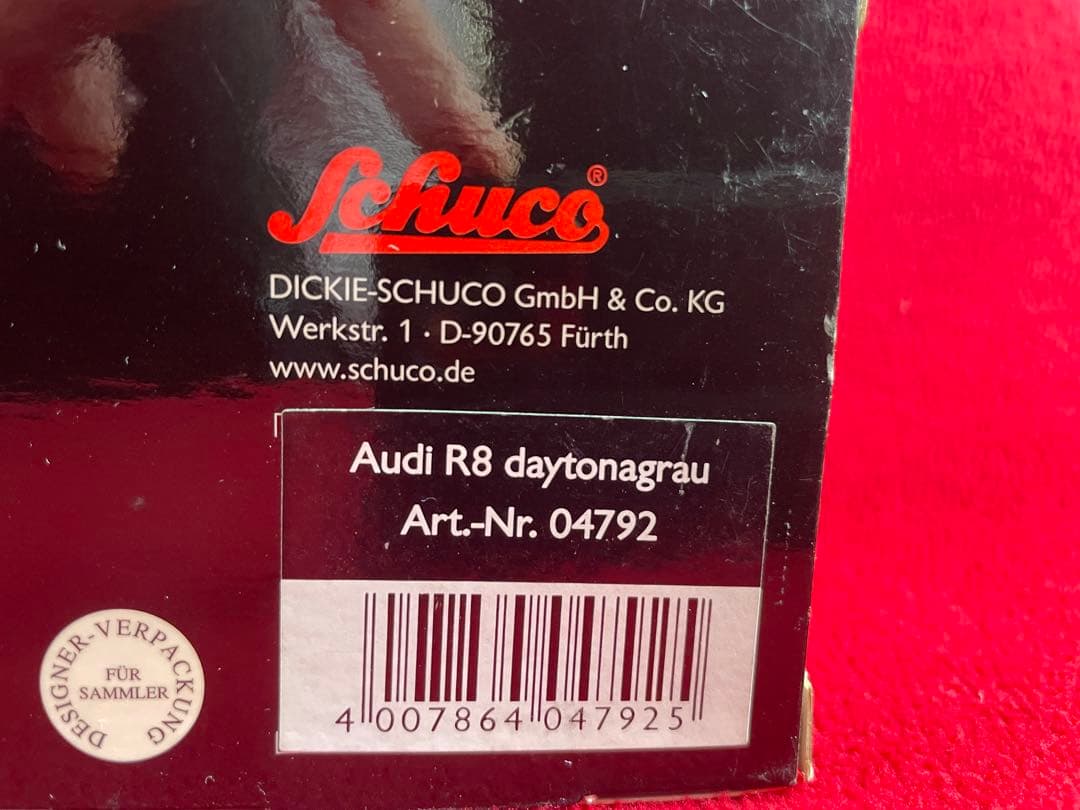 Schuco®
DICKIE-SCHUCO GmbH & Co. KG
Werkstr. 1 · D-90765 Fürth
www.schuco.de
Audi R8 daytonagrau
Art.-Nr. 04792
4 007864 047925
DESIGNER-VERPACKUNG
FÜR
SAMMLER